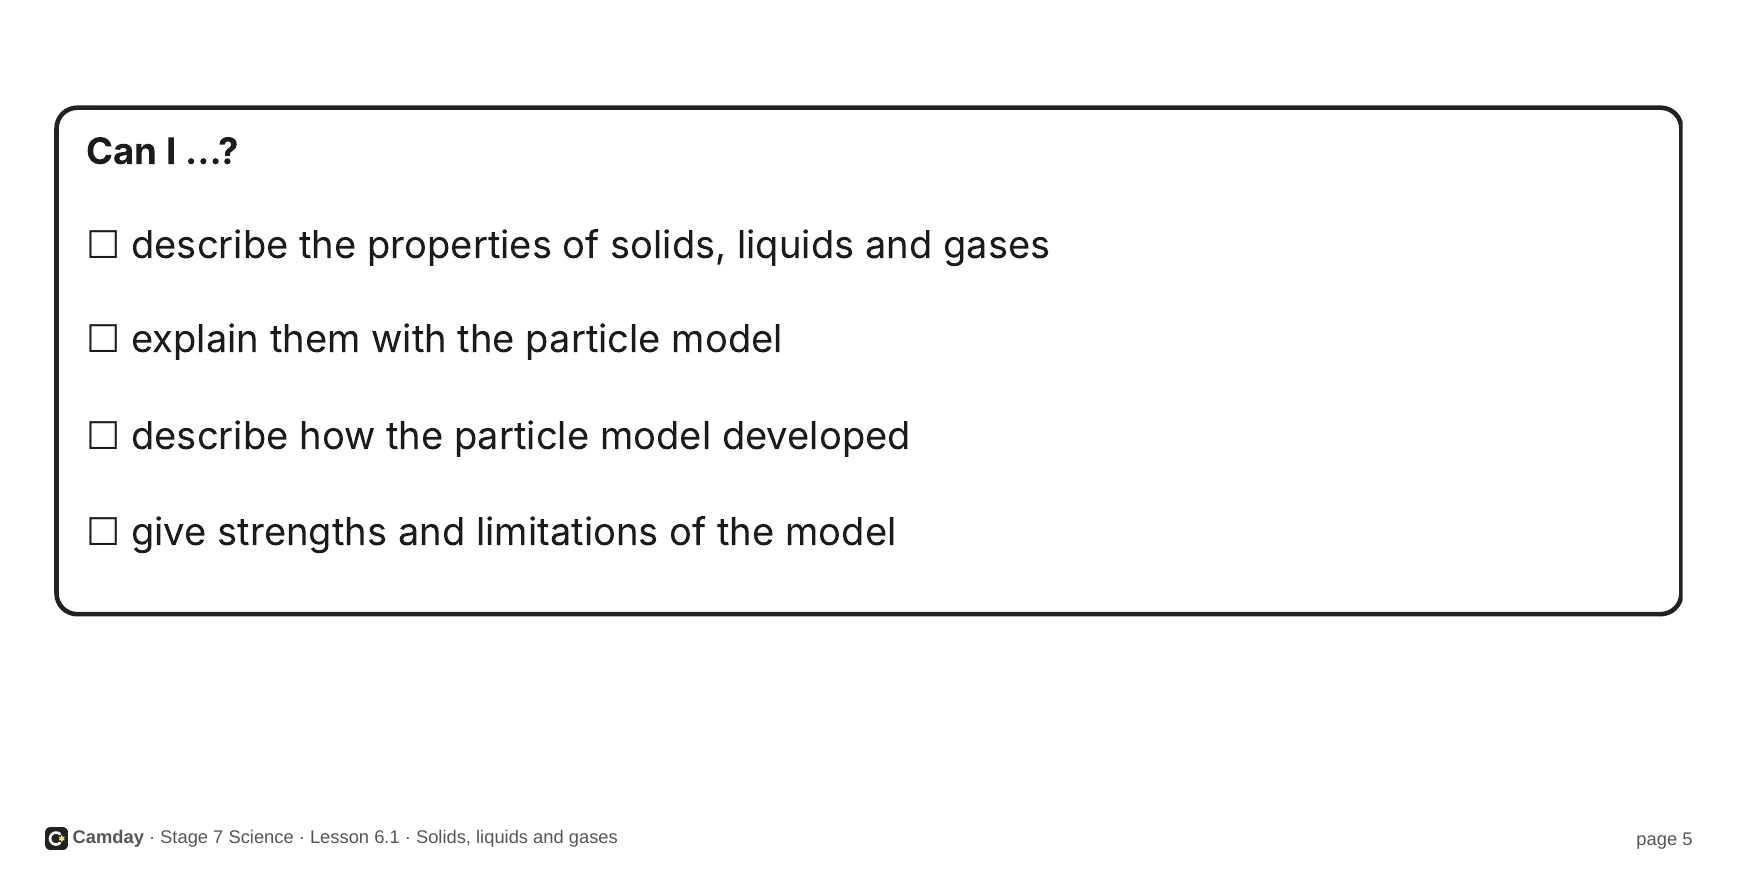 Can I …?
☐ describe the properties of solids, liquids and gases
☐ explain them with the particle model
☐ describe how the particle model developed
☐ give strengths and limitations of the model
Camday · Stage 7 Science · Lesson 6.1 · Solids, liquids and gases
page 5